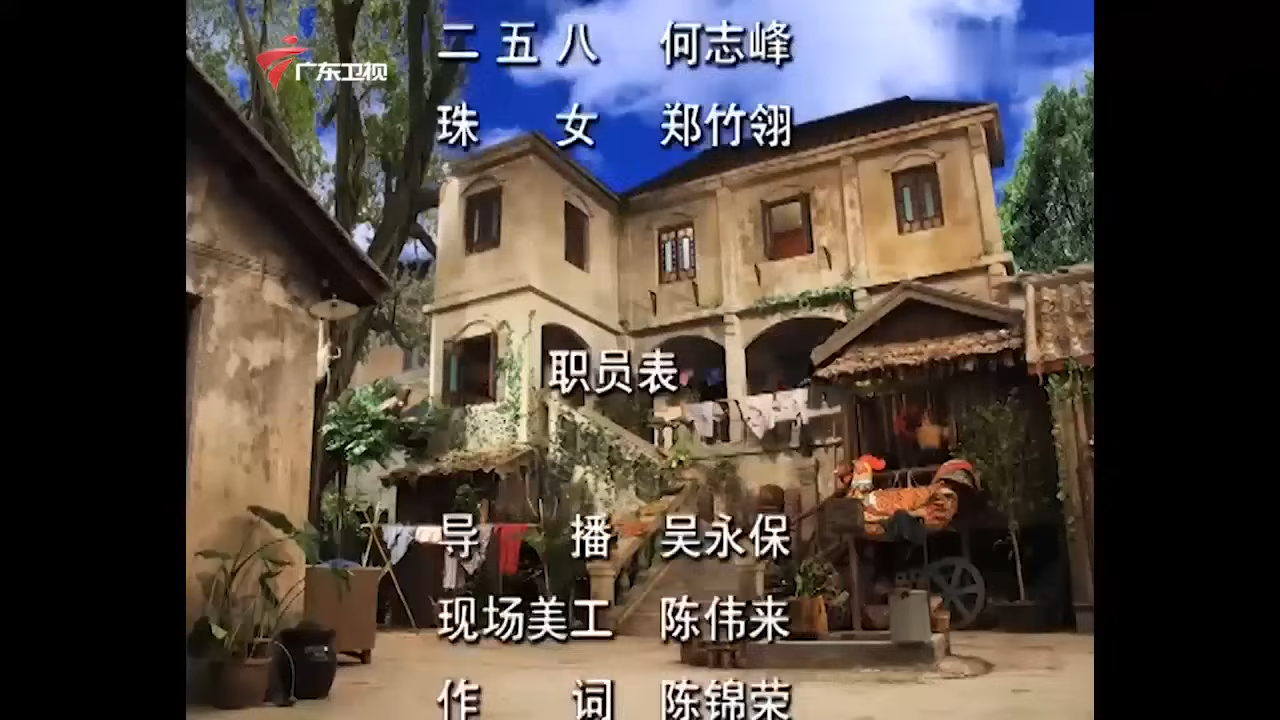 二五八 何志峰
广东卫视
珠女 郑竹翎
职员表
导播 吴永保
现场美工 陈伟来
作词 陈锦荣